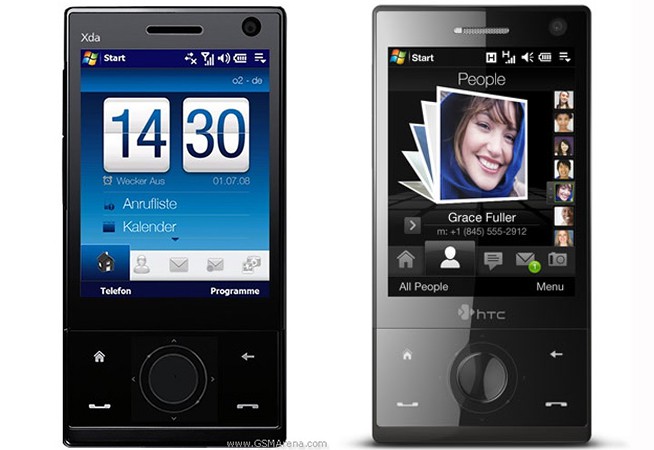 Xda
Start
o2 - de
14 30
Wecker Aus 01.07.08
Anrufliste
Kalender
Telefon Programme
Start
H H
People
Grace Fuller
m: +1 (845) 555-2912
1
All People Menu
hTC
www.GSMArena.com